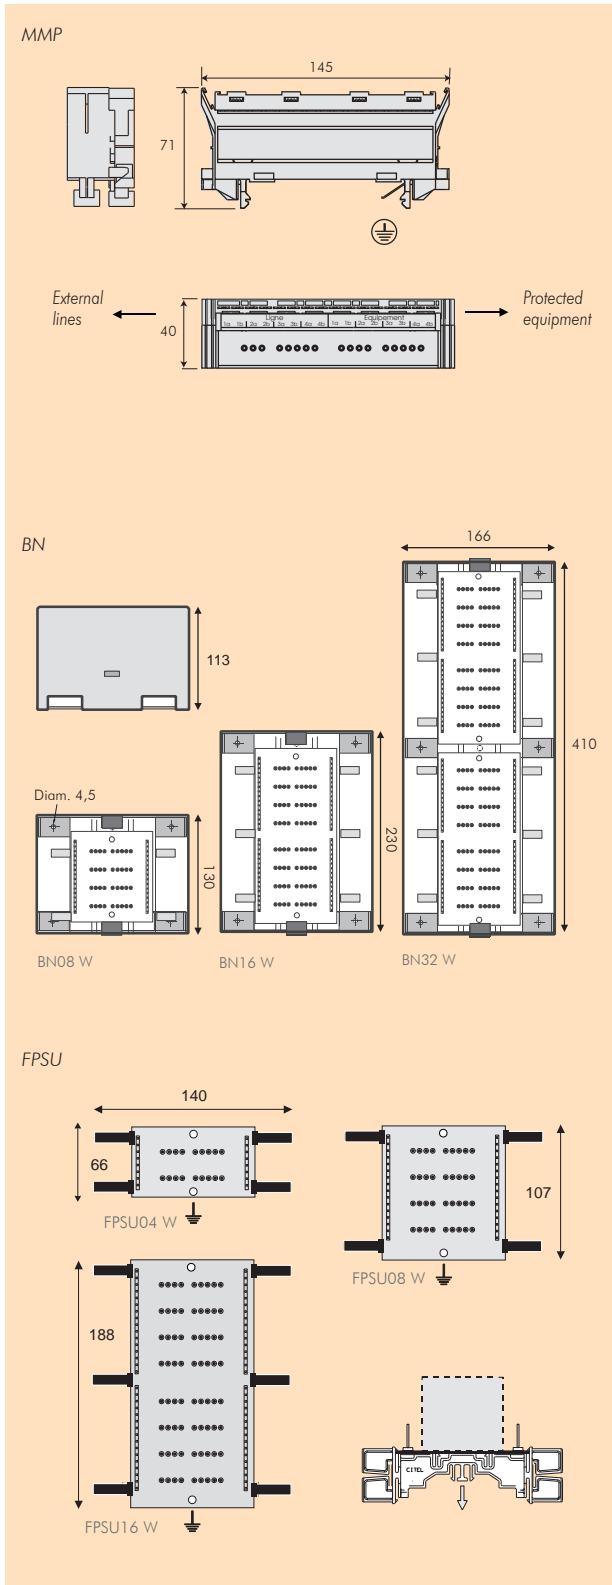 MMP
145
71
External
lines
Protected
equipment
40
Ligne Equipement
1a 1b 2a 2b 3a 3b 4a 4b 1a 1b 2a 2b 3a 3b 4a 4b
BN
166
113
410
Diam. 4,5
130
230
BN08 W
BN16 W
BN32 W
FPSU
140
66
107
FPSU04 W
FPSU08 W
188
CITEL
FPSU16 W